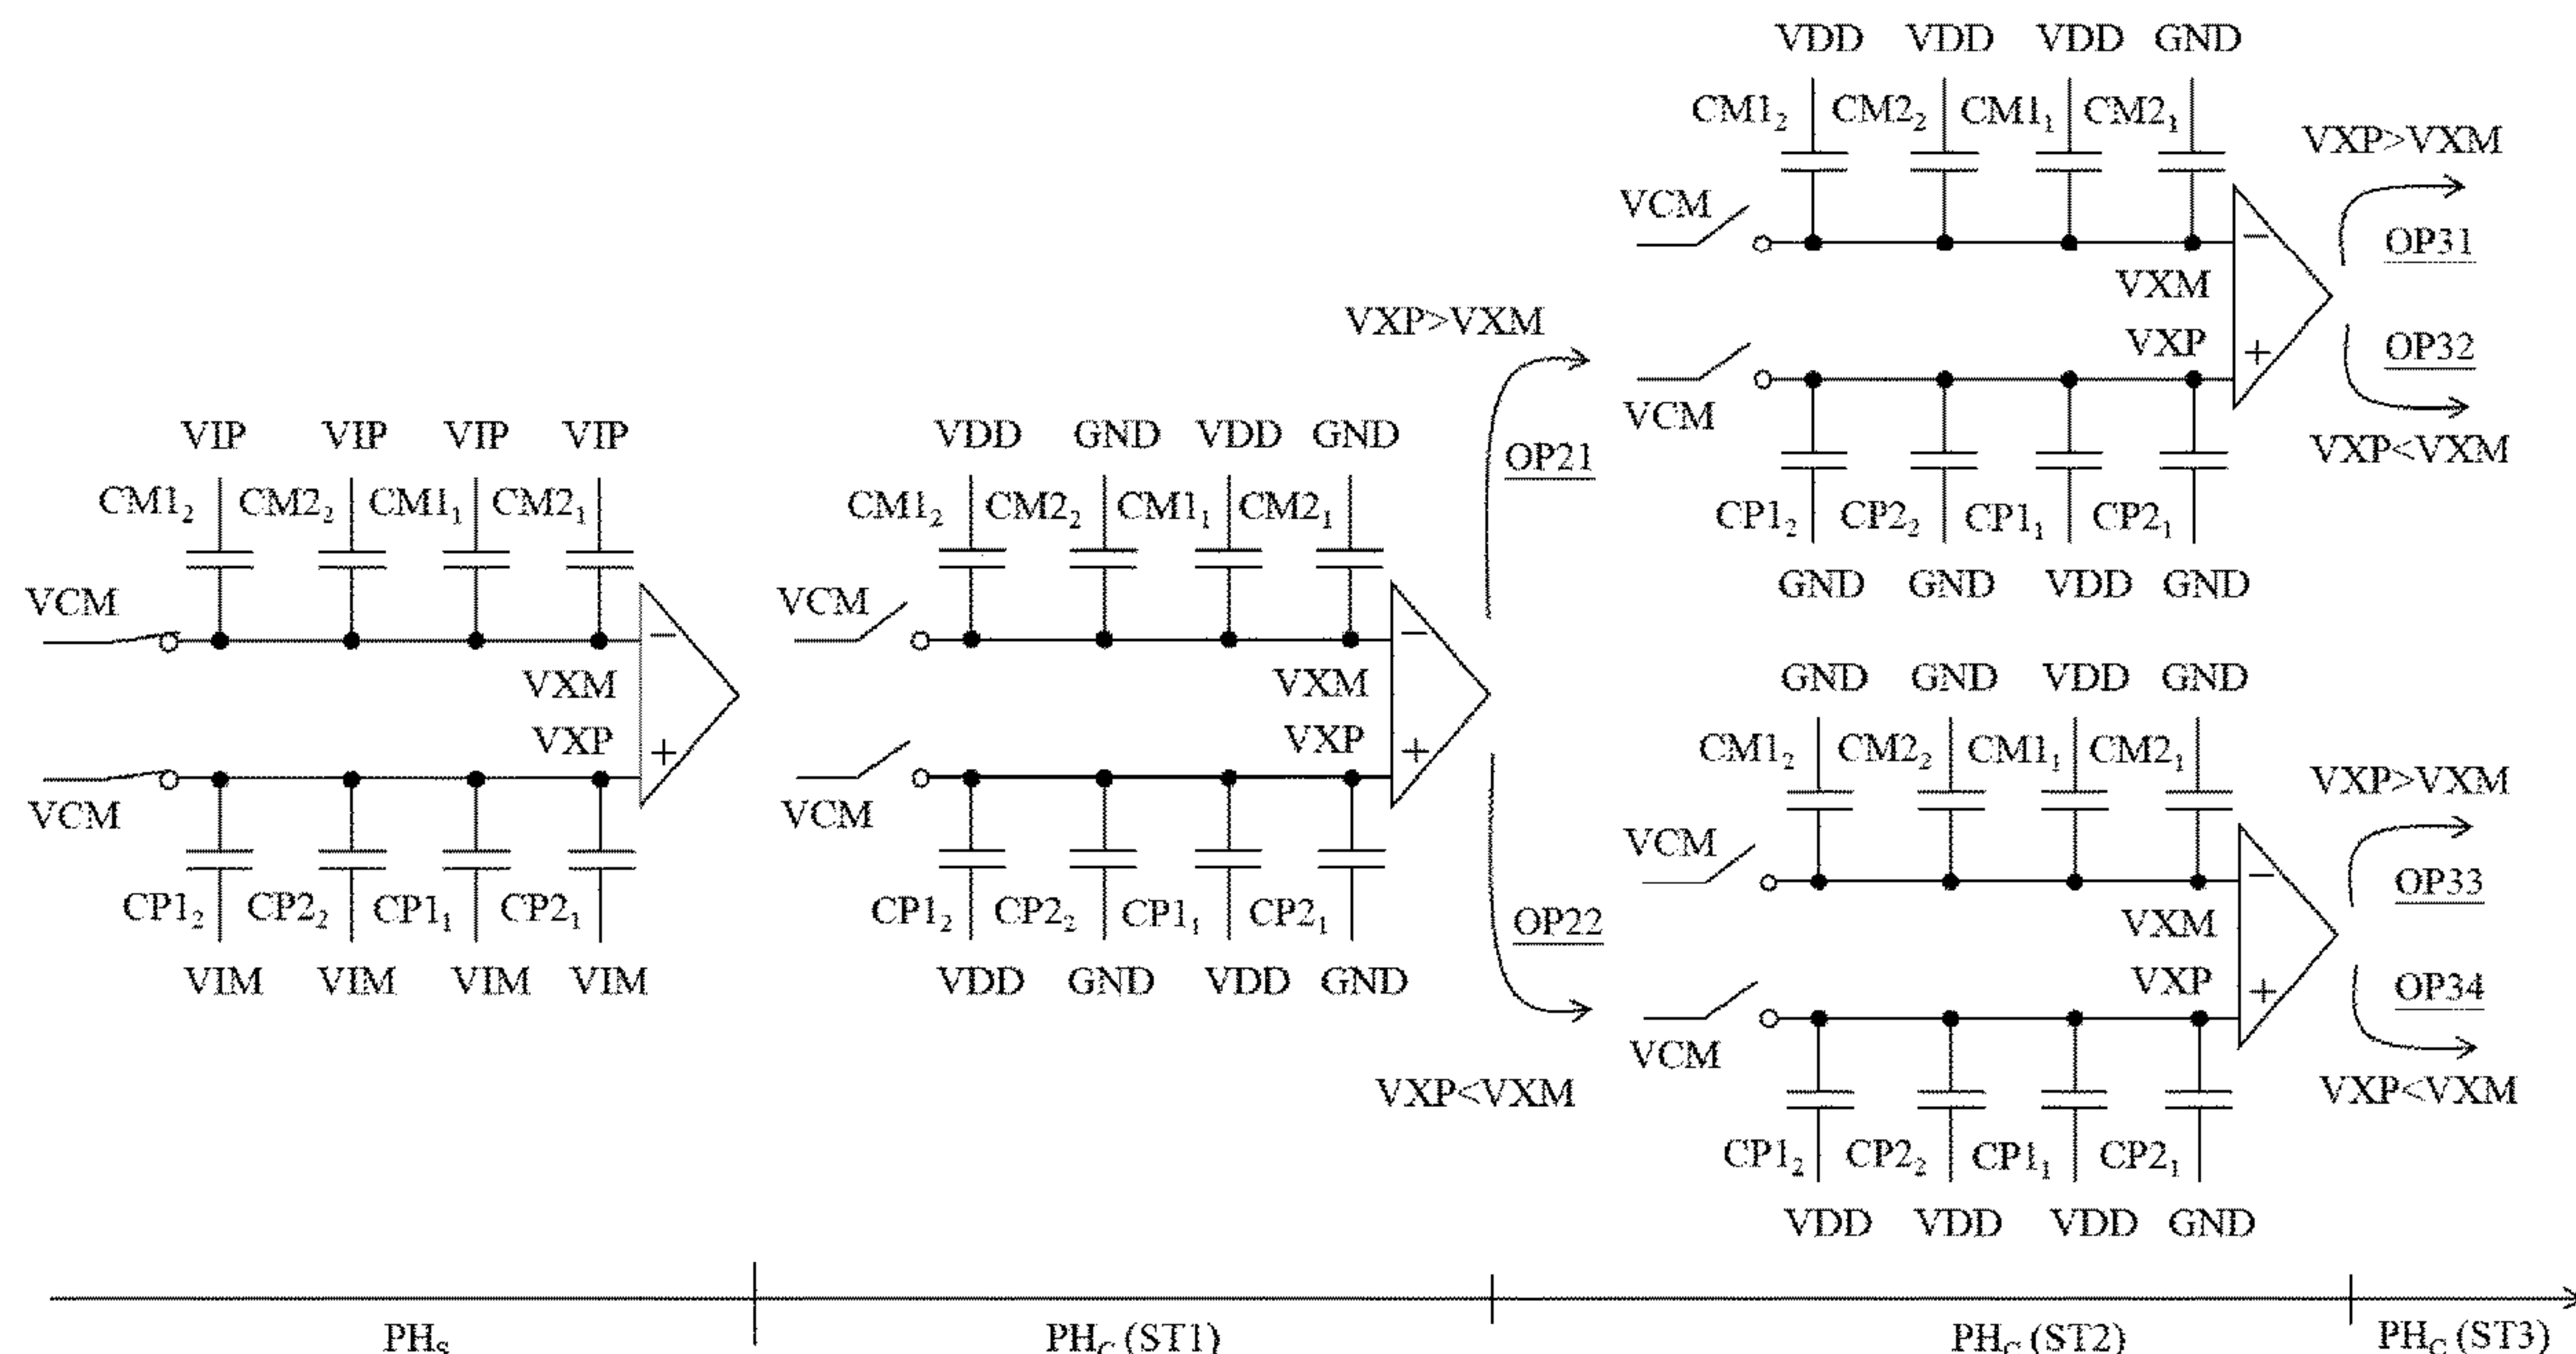 VIP VIP VIP VIP
CM1₂ CM2₂ CM1₁ CM2₁
VCM
−
VXM
VXP
+
VCM
CP1₂ CP2₂ CP1₁ CP2₁
VIM VIM VIM VIM
VDD GND VDD GND
CM1₂ CM2₂ CM1₁ CM2₁
VCM
−
VXM
VXP
+
VCM
CP1₂ CP2₂ CP1₁ CP2₁
VDD GND VDD GND
VXP>VXM
OP21
OP22
VXP<VXM
VDD VDD VDD GND
CM1₂ CM2₂ CM1₁ CM2₁
VCM
−
VXM
VXP
+
VCM
CP1₂ CP2₂ CP1₁ CP2₁
GND GND VDD GND
VXP>VXM
OP31
OP32
VXP<VXM
GND GND VDD GND
CM1₂ CM2₂ CM1₁ CM2₁
VCM
−
VXM
VXP
+
VCM
CP1₂ CP2₂ CP1₁ CP2₁
VDD VDD VDD GND
VXP>VXM
OP33
OP34
VXP<VXM
PH_S PH_C (ST1) PH_C (ST2) PH_C (ST3)